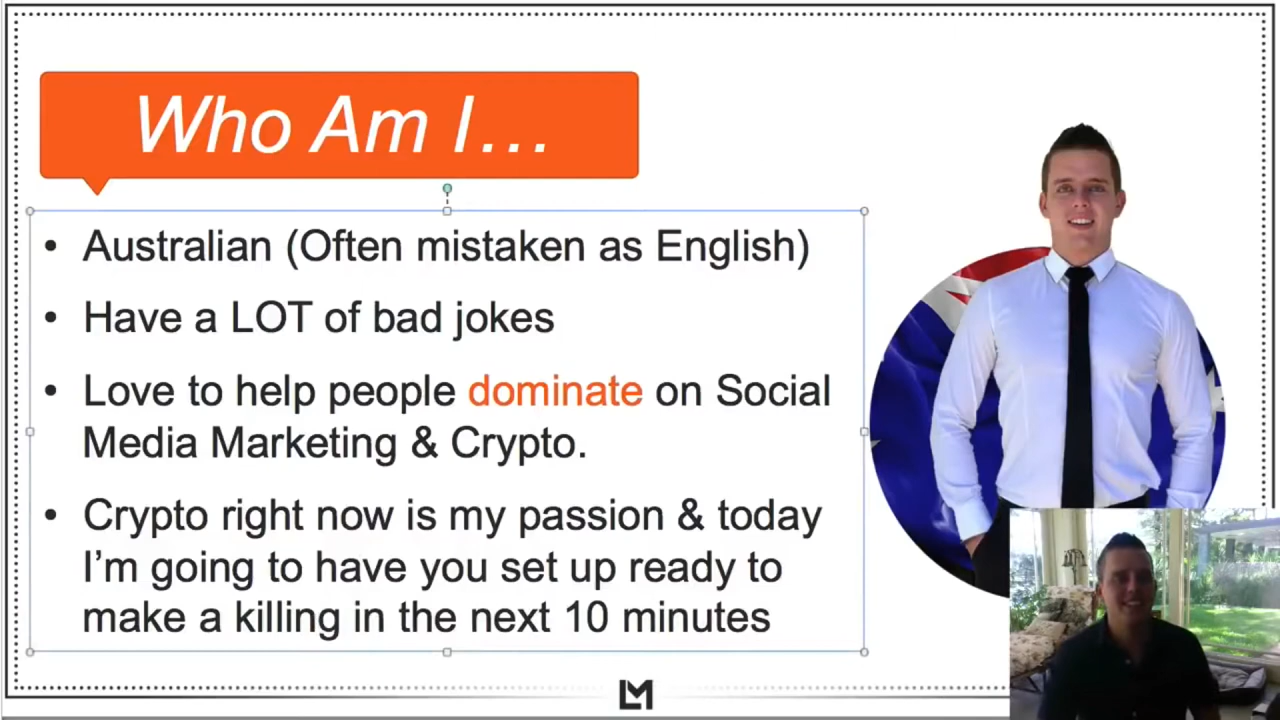 Who Am I…
• Australian (Often mistaken as English)
• Have a LOT of bad jokes
• Love to help people dominate on Social
Media Marketing & Crypto.
• Crypto right now is my passion & today
I’m going to have you set up ready to
make a killing in the next 10 minutes
LM